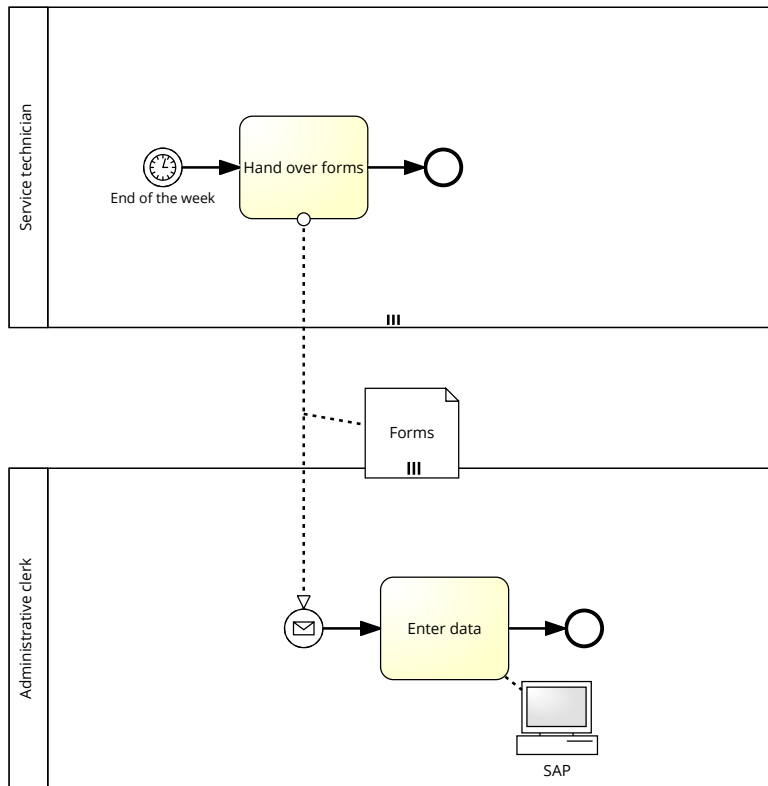 Service technician
Hand over forms
End of the week
Forms
Administrative clerk
Enter data
SAP